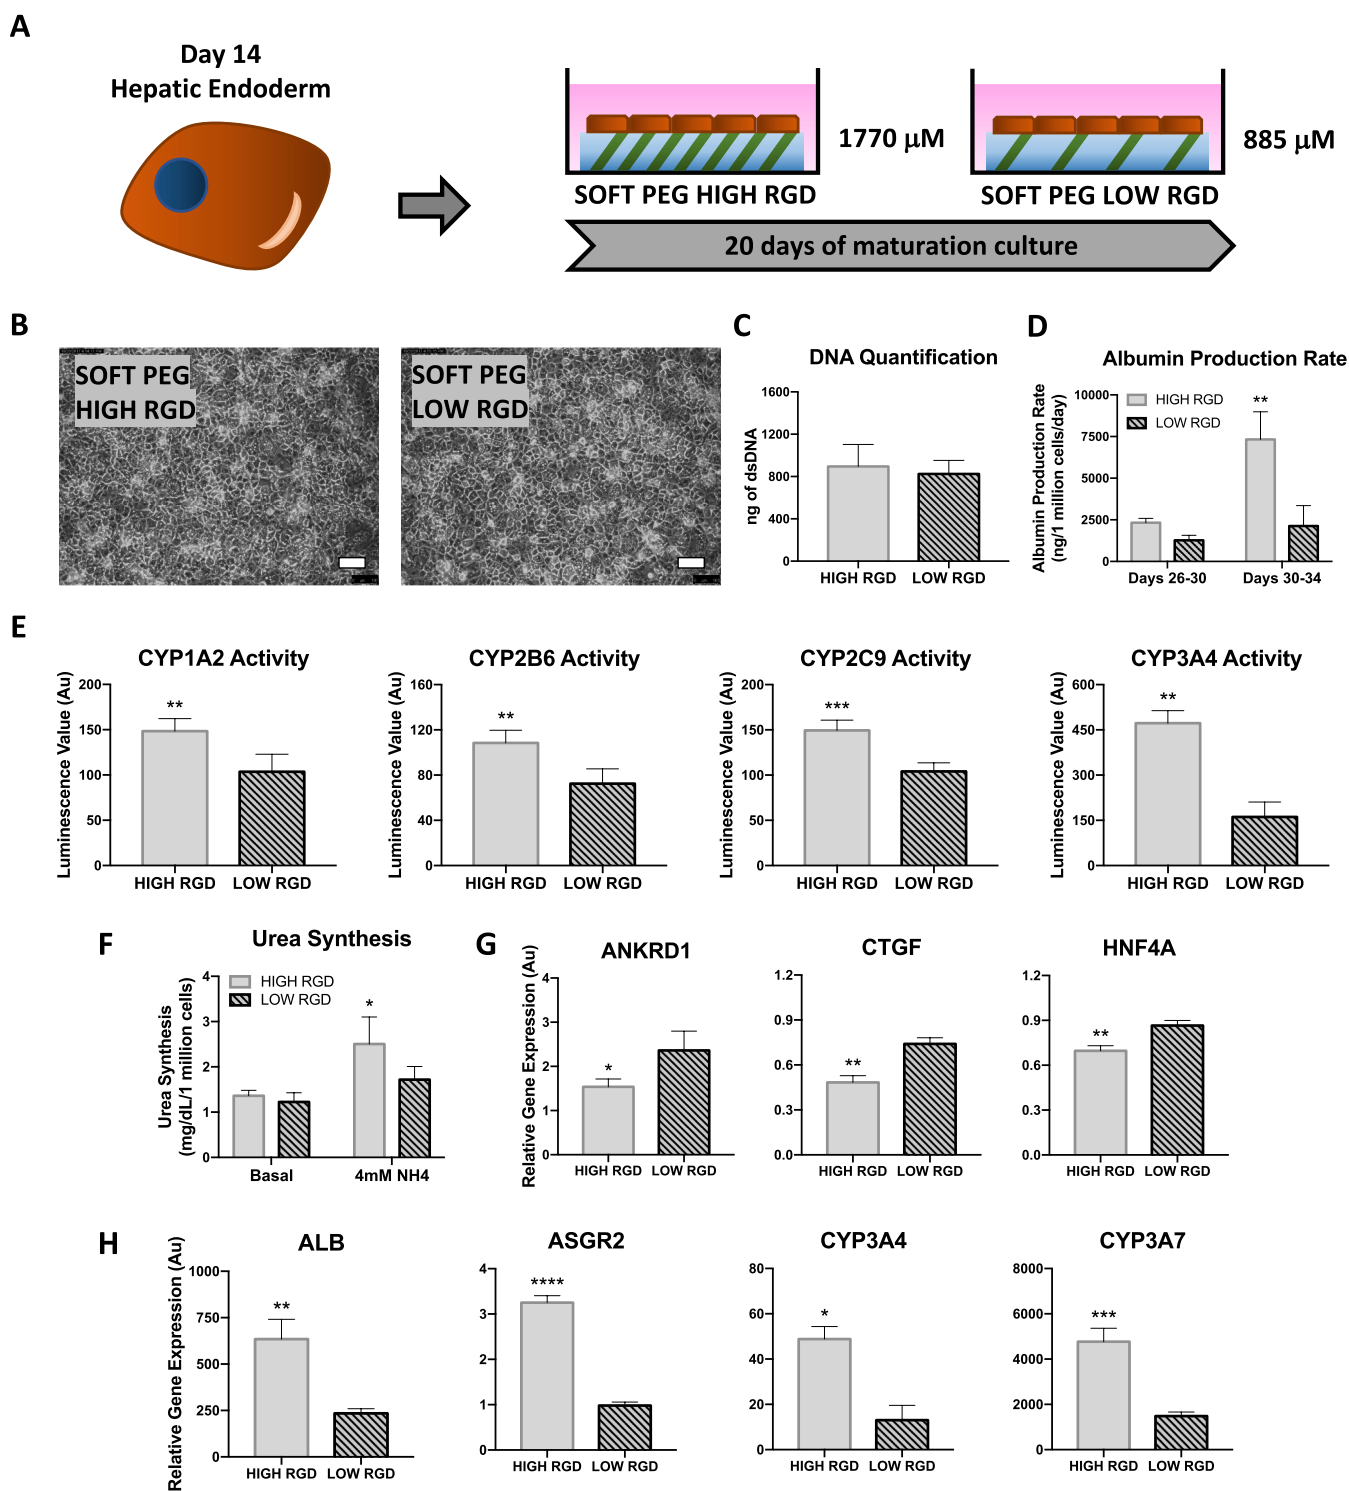 A
Day 14
Hepatic Endoderm
1770 μM
885 μM
SOFT PEG HIGH RGD
SOFT PEG LOW RGD
20 days of maturation culture
B
SOFT PEG
HIGH RGD
SOFT PEG
LOW RGD
C
DNA Quantification
ng of dsDNA
1600
1200
800
400
0
HIGH RGD
LOW RGD
D
Albumin Production Rate
Albumin Production Rate
(ng/1 million cells/day)
10000
7500
5000
2500
0
HIGH RGD
LOW RGD
**
Days 26-30
Days 30-34
E
CYP1A2 Activity
Luminescence Value (Au)
200
150
100
50
0
**
HIGH RGD
LOW RGD
CYP2B6 Activity
Luminescence Value (Au)
160
120
80
40
0
**
HIGH RGD
LOW RGD
CYP2C9 Activity
Luminescence Value (Au)
200
150
100
50
0
***
HIGH RGD
LOW RGD
CYP3A4 Activity
Luminescence Value (Au)
600
450
300
150
0
**
HIGH RGD
LOW RGD
F
Urea Synthesis
Urea Synthesis
(mg/dL/1 million cells)
4
3
2
1
0
HIGH RGD
LOW RGD
*
Basal
4mM NH4
G
ANKRD1
Relative Gene Expression (Au)
4
3
2
1
0
*
HIGH RGD
LOW RGD
CTGF
1.2
0.9
0.6
0.3
0.0
**
HIGH RGD
LOW RGD
HNF4A
1.2
0.9
0.6
0.3
0.0
**
HIGH RGD
LOW RGD
H
ALB
Relative Gene Expression (Au)
1000
750
500
250
0
**
HIGH RGD
LOW RGD
ASGR2
4
3
2
1
0
****
HIGH RGD
LOW RGD
CYP3A4
80
60
40
20
0
*
HIGH RGD
LOW RGD
CYP3A7
8000
6000
4000
2000
0
***
HIGH RGD
LOW RGD